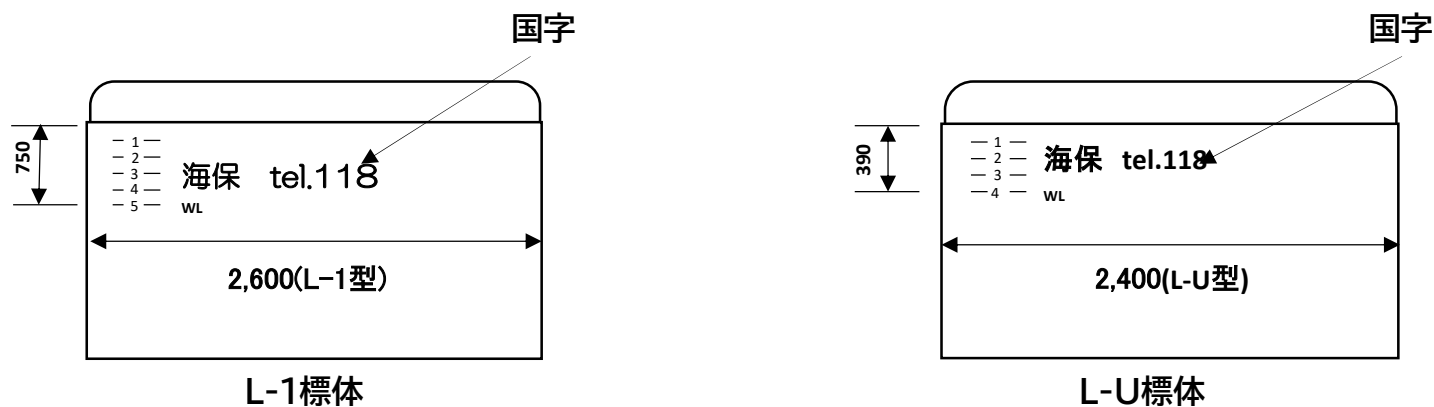 国字
750
– 1 –
– 2 –
– 3 –
– 4 –
– 5 –
海保 tel.118
WL
2,600(L-1型)
L-1標体
国字
390
– 1 –
– 2 –
– 3 –
– 4 –
海保 tel.118
WL
2,400(L-U型)
L-U標体